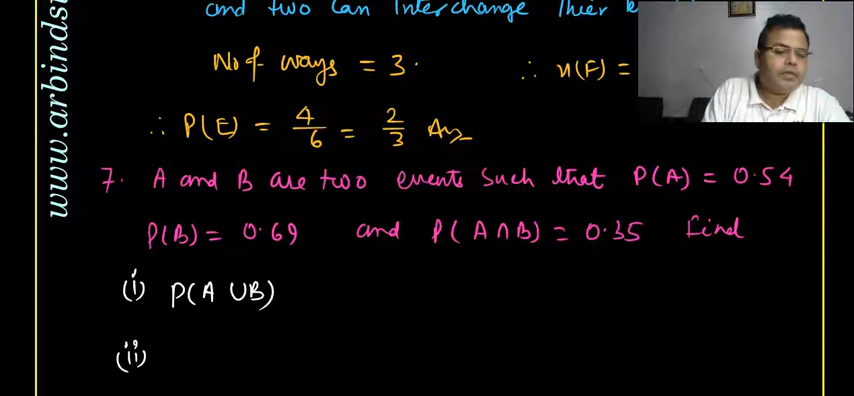 and two can Interchange Their
No of ways = 3.
∴ n(F) =
∴ P(E) = 4/6 = 2/3 Ans
7. A and B are two events such that P(A) = 0.54
P(B) = 0.69 and P(A ∩ B) = 0.35 find
(i) P(A ∪ B)
(ii)
www.arbinds